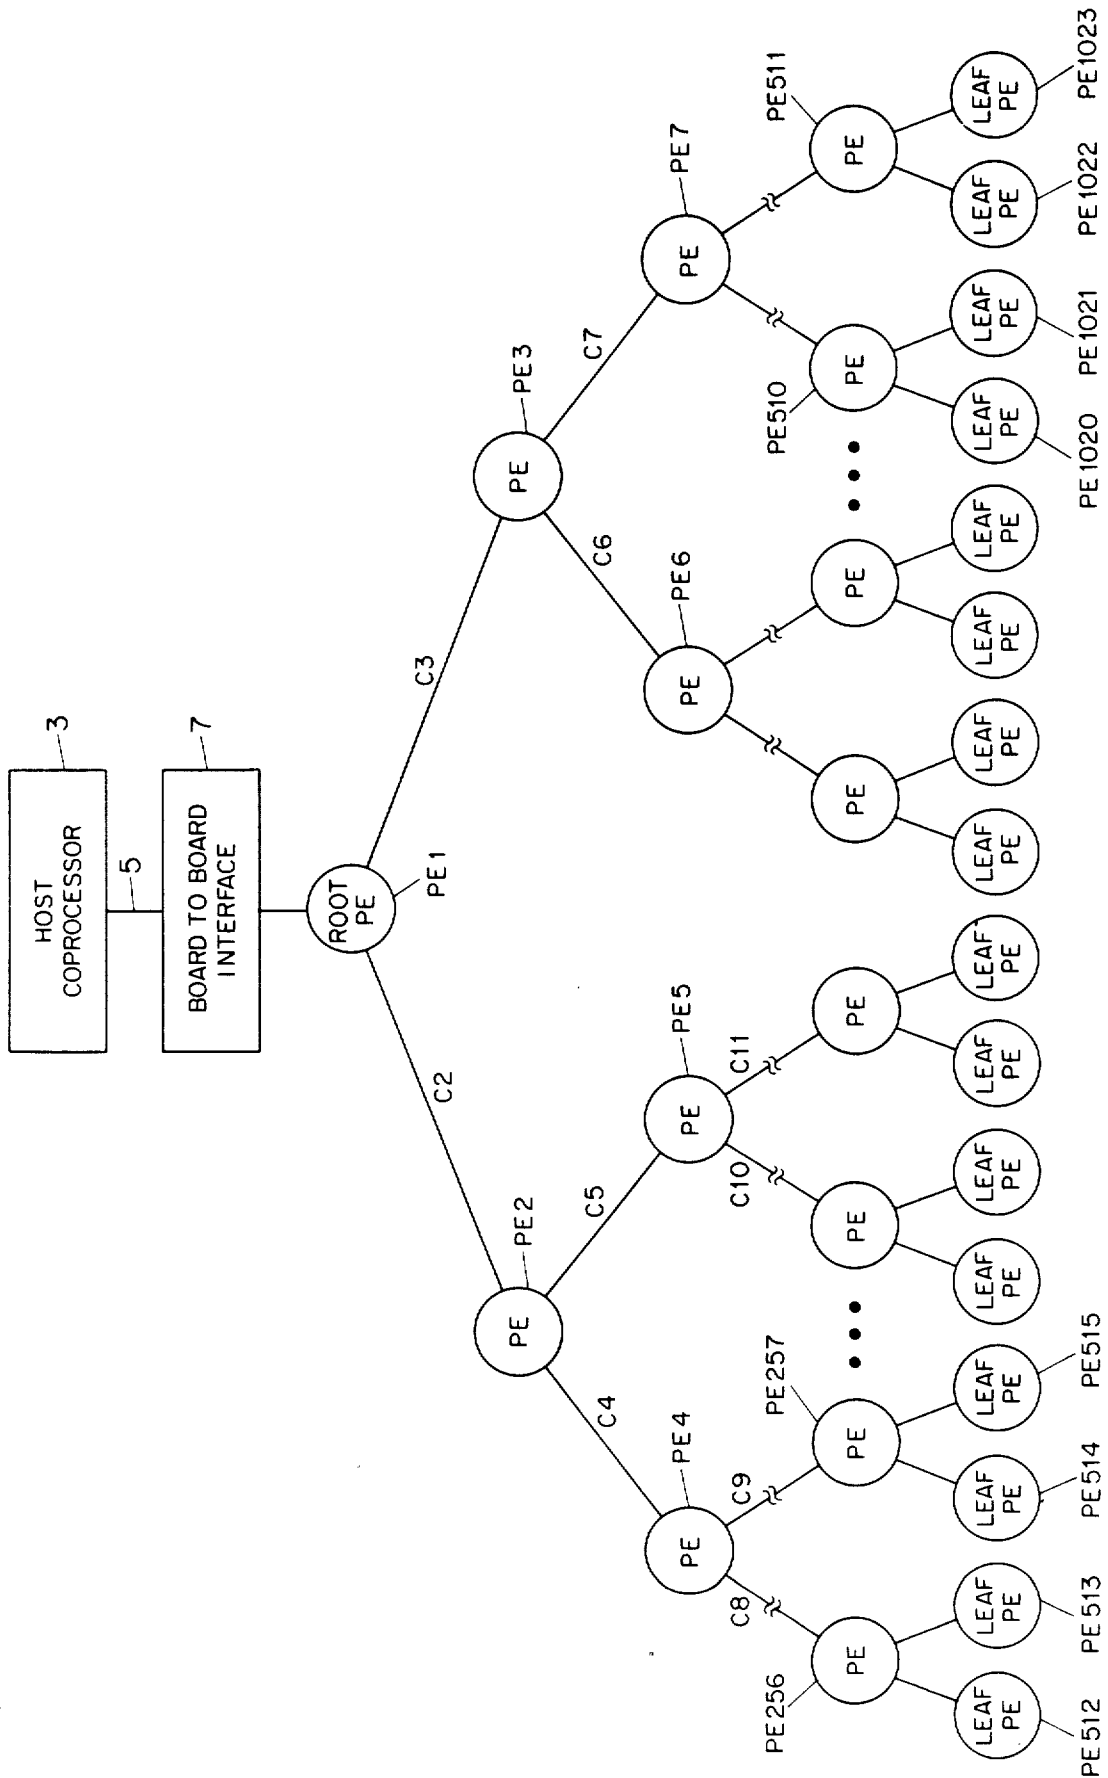 HOST
COPROCESSOR
3
5
BOARD TO BOARD
INTERFACE
7
ROOT
PE
PE1
C2
C3
PE
PE2
PE
PE3
C4
C5
C6
C7
PE
PE4
PE
PE5
PE
PE6
PE
PE7
C8
C9
C10
C11
PE256
PE
PE257
PE
PE
PE
PE
PE
PE510
PE
PE511
PE
LEAF
PE
LEAF
PE
LEAF
PE
LEAF
PE
LEAF
PE
LEAF
PE
LEAF
PE
LEAF
PE
LEAF
PE
LEAF
PE
LEAF
PE
LEAF
PE
LEAF
PE
LEAF
PE
LEAF
PE
LEAF
PE
PE512
PE513
PE514
PE515
PE1020
PE1021
PE1022
PE1023